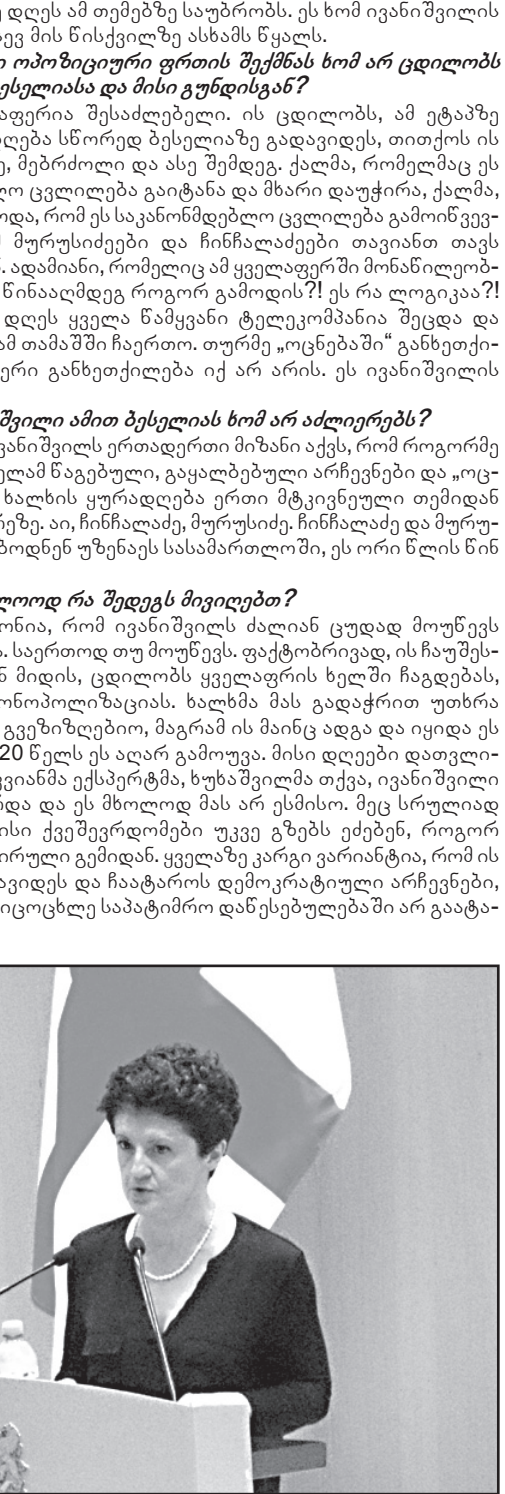 დღეს ამ თემებზე საუბრობს. ეს ხომ ივანიშვილის
ევ მის წისქვილზე ასხამს წყალს.
ი ოპოზიციური ფრთის შექმნას ხომ არ ცდილობს
ესელიასა და მისი გუნდისგან?
აფერია შესაძლებელი. ის ცდილობს, ამ ეტაპზე
ღება სწორედ ბესელიაზე გადავიდეს, თითქოს ის
ე, მებრძოლი და ასე შემდეგ. ქალმა, რომელმაც ეს
ლო ცვლილება გაიტანა და მხარი დაუჭირა, ქალმა,
ოდა, რომ ეს საკანონმდებლო ცვლილება გამოიწვევ-
მურუსიძეები და ჩინჩალაძეები თავიანთ თავს
ადამიანი, რომელიც ამ ყველაფერში მონაწილეობ-
წინააღმდეგ როგორ გამოდის?! ეს რა ლოგიკაა?!
დღეს ყველა წამყვანი ტელეკომპანია შეცდა და
ამ თამაშში ჩაერთო. თურმე „ოცნებაში“ განხეთქი-
ერი განხეთქილება იქ არ არის. ეს ივანიშვილის
შვილი ამით ბესელიას ხომ არ აძლიერებს?
ვანიშვილს ერთადერთი მიზანი აქვს, რომ როგორმე
ელამ წაგებული, გაყალბებული არჩევნები და „ოც-
ხალხის ყურადღება ერთი მტკივნეული თემიდან
რეზე. აი, ჩინჩალაძე, მურუსიძე. ჩინჩალაძე და მურუ-
ბოდნენ უზენაეს სასამართლოში, ეს ორი წლის წინ
ლოოდ რა შედეგს მივიღებთ?
ონია, რომ ივანიშვილს ძალიან ცუდად მოუწევს
ა. საერთოდ თუ მოუწევს. ფაქტობრივად, ის ჩაუშეს-
ნ მიდის, ცდილობს ყველაფრის ხელში ჩაგდებას,
ონოპოლიზაციას. ხალხმა მას გადაჭრით უთხრა
გვეზიზღებიო, მაგრამ ის მაინც ადგა და იყიდა ეს
20 წელს ეს აღარ გამოუვა. მისი დღეები დათვლი-
კვიანმა ექსპერტმა, ხუხაშვილმა თქვა, ივანიშვილი
რდა და ეს მხოლოდ მას არ ესმისო. მეც სრულიად
ისი ქვეშევრდომები უკვე გზებს ეძებენ, როგორ
ირული გემიდან. ყველაზე კარგი ვარიანტია, რომ ის
ავიდეს და ჩაატაროს დემოკრატიული არჩევნები,
იცოცხლე საპატიმრო დაწესებულებაში არ გაატა-